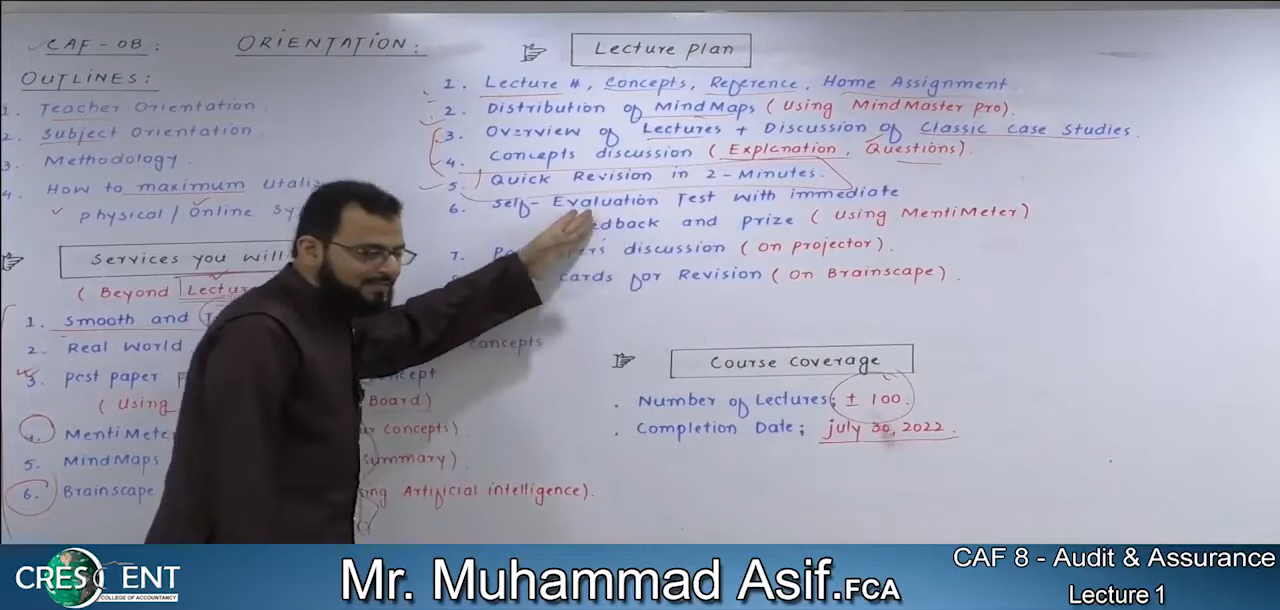 CAF-08:
ORIENTATION:
OUTLINES:
1. Teacher Orientation.
2. Subject Orientation.
3. Methodology.
4. How to maximum
✓ physical / Online
Services you will
(Beyond
1. Smooth and
2. Real World
concepts
3. past paper
(Using Board)
4. MentiMeter concepts).
5. MindMaps summary).
6. Brainscape Artificial intelligence).
☞ Lecture plan
1. Lecture #, Concepts, Reference, Home Assignment
2. Distribution of MindMaps (Using MindMaster pro).
3. Overview of Lectures + Discussion of Classic case Studies.
4. Concepts discussion (Explanation, Questions).
5. Quick Revision in 2-Minutes.
6. Self-Evaluation Test with immediate
and prize (Using MentiMeter)
7. discussion (on projector).
cards for Revision (on Brainscape).
☞ Course coverage
. Number of Lectures; ± 100.
. Completion Date; july 30, 2022.
CRESCENT
COLLEGE OF ACCOUNTANCY
Mr. Muhammad Asif.FCA
CAF 8 - Audit & Assurance
Lecture 1